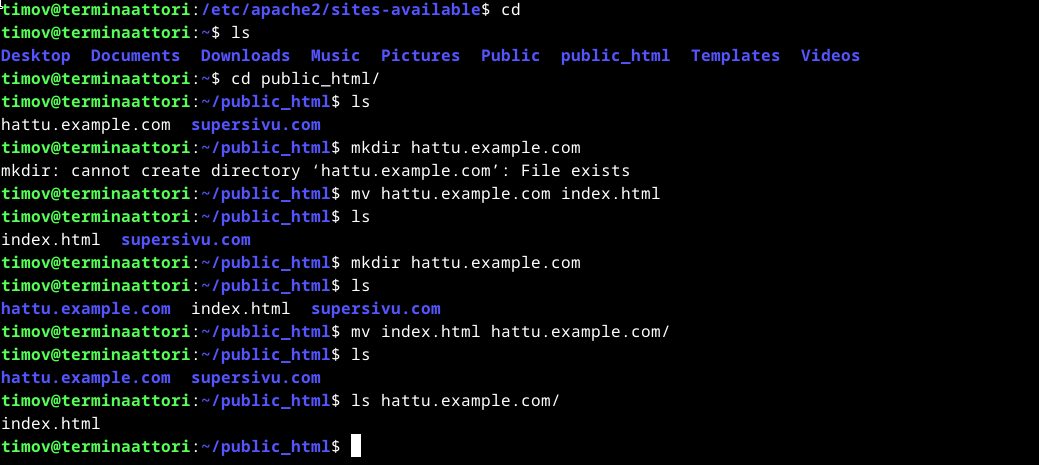 timov@terminaattori:/etc/apache2/sites-available$ cd
timov@terminaattori:~$ ls
Desktop  Documents  Downloads  Music  Pictures  Public  public_html  Templates  Videos
timov@terminaattori:~$ cd public_html/
timov@terminaattori:~/public_html$ ls
hattu.example.com  supersivu.com
timov@terminaattori:~/public_html$ mkdir hattu.example.com
mkdir: cannot create directory ‘hattu.example.com’: File exists
timov@terminaattori:~/public_html$ mv hattu.example.com index.html
timov@terminaattori:~/public_html$ ls
index.html  supersivu.com
timov@terminaattori:~/public_html$ mkdir hattu.example.com
timov@terminaattori:~/public_html$ ls
hattu.example.com  index.html  supersivu.com
timov@terminaattori:~/public_html$ mv index.html hattu.example.com/
timov@terminaattori:~/public_html$ ls
hattu.example.com  supersivu.com
timov@terminaattori:~/public_html$ ls hattu.example.com/
index.html
timov@terminaattori:~/public_html$